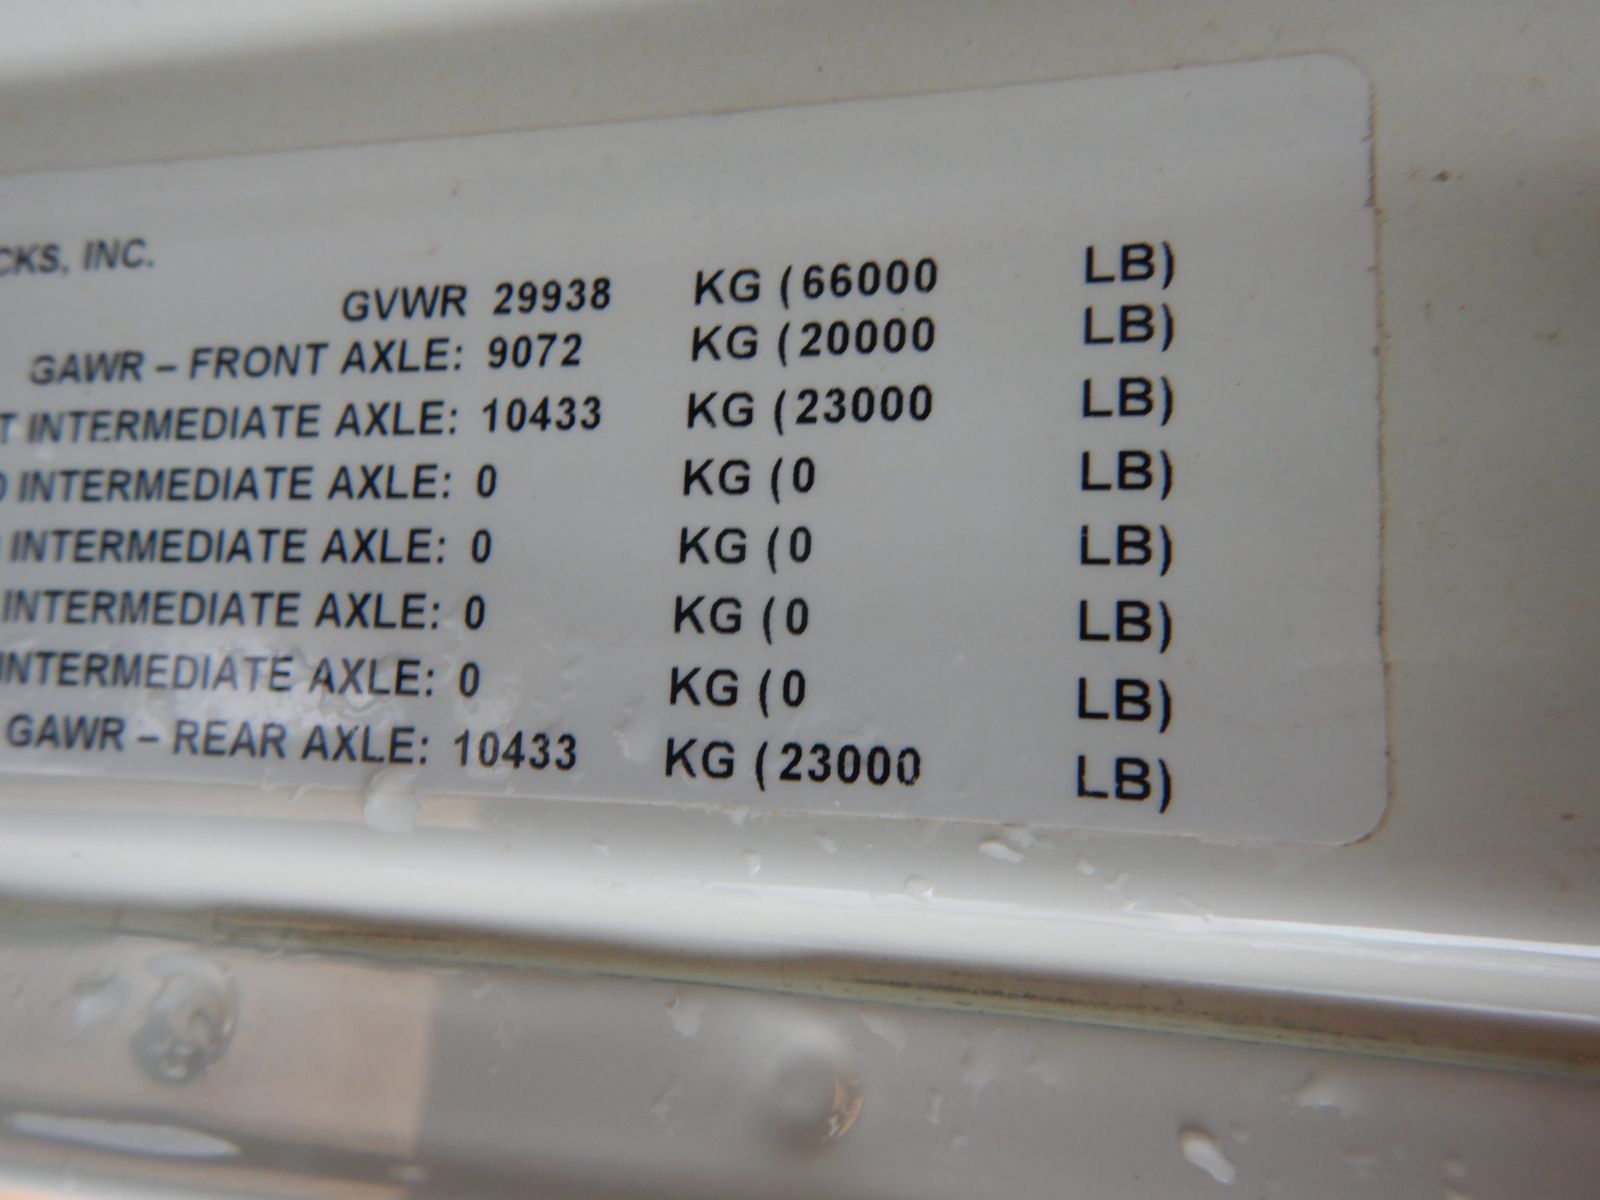 INC.
GVWR 29938 KG (66000 LB)
GAWR – FRONT AXLE: 9072 KG (20000 LB)
INTERMEDIATE AXLE: 10433 KG (23000 LB)
INTERMEDIATE AXLE: 0 KG (0 LB)
INTERMEDIATE AXLE: 0 KG (0 LB)
INTERMEDIATE AXLE: 0 KG (0 LB)
INTERMEDIATE AXLE: 0 KG (0 LB)
GAWR – REAR AXLE: 10433 KG (23000 LB)